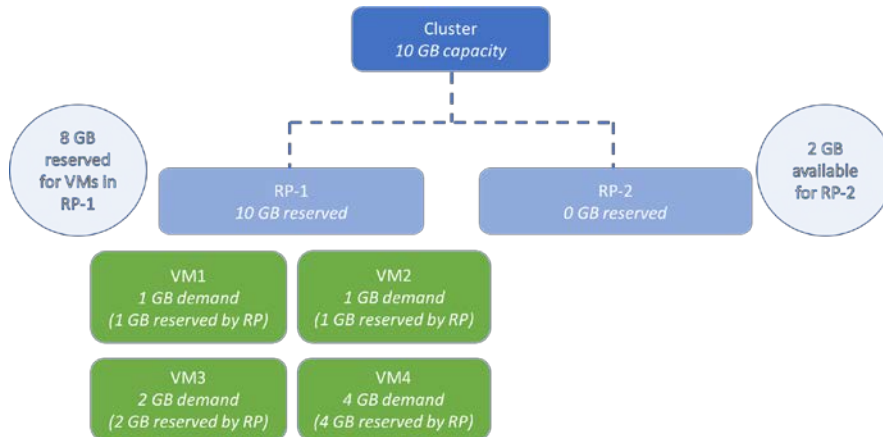 Cluster
10 GB capacity
8 GB
reserved
for VMs in
RP-1
RP-1
10 GB reserved
RP-2
0 GB reserved
2 GB
available
for RP-2
VM1
1 GB demand
(1 GB reserved by RP)
VM2
1 GB demand
(1 GB reserved by RP)
VM3
2 GB demand
(2 GB reserved by RP)
VM4
4 GB demand
(4 GB reserved by RP)